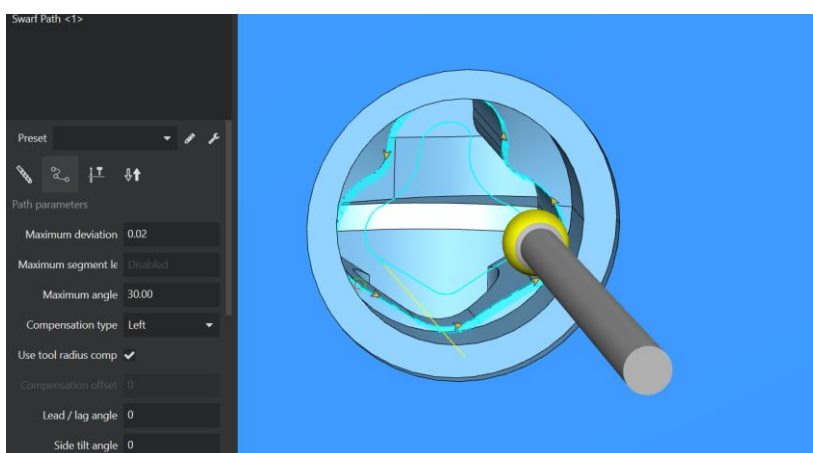 Swarf Path <1>
Preset
Path parameters
Maximum deviation 0.02
Maximum segment le Disabled
Maximum angle 30.00
Compensation type Left
Use tool radius comp
Compensation offset 0
Lead / lag angle 0
Side tilt angle 0